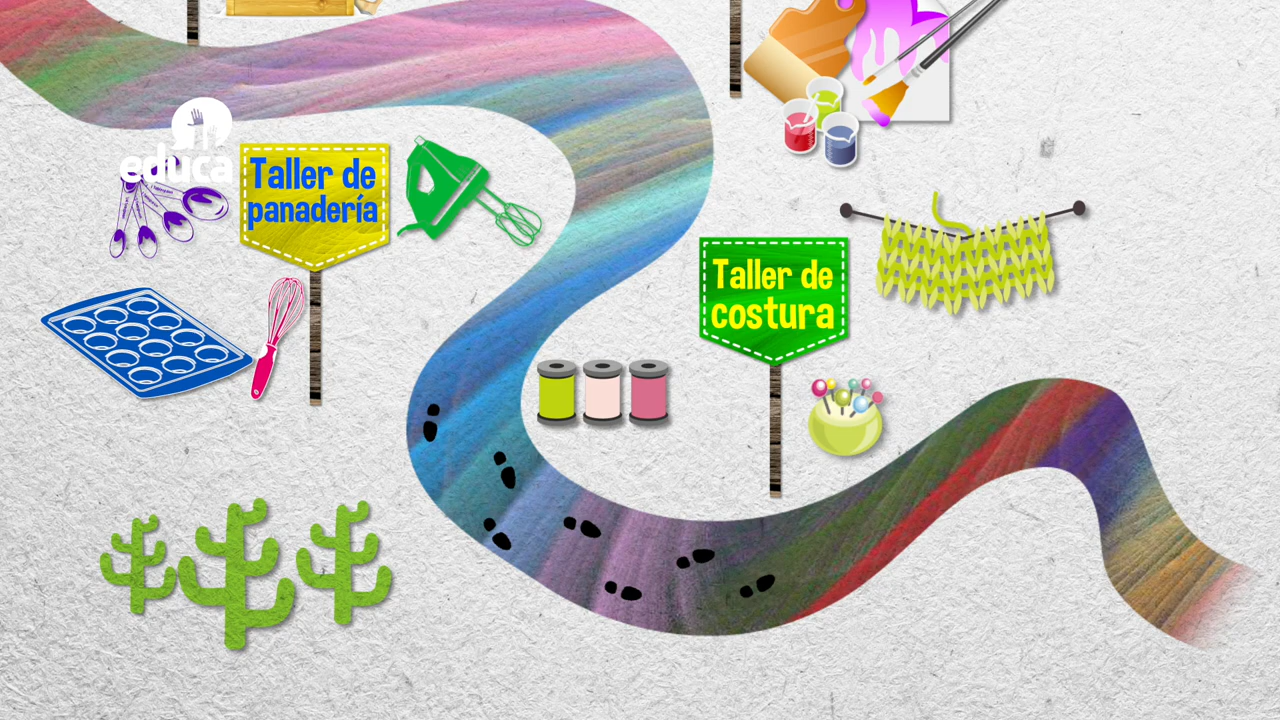 educa
Taller de
panadería
Taller de
costura